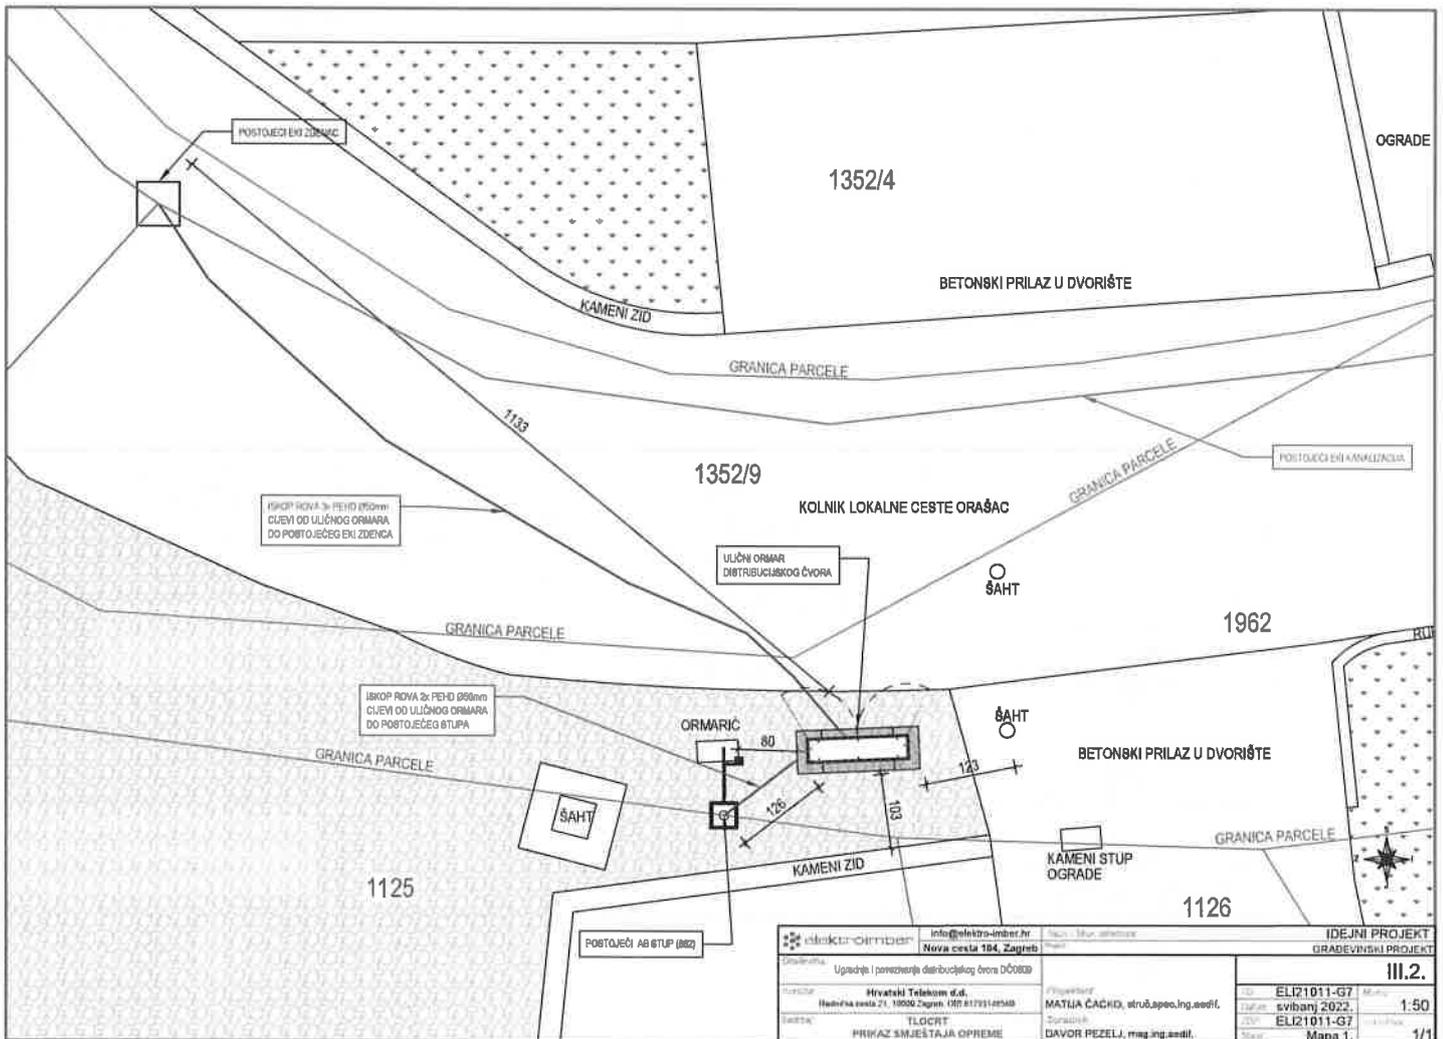 POSTOJEĆI EKI ZDENAC
OGRADE
1352/4
BETONSKI PRILAZ U DVORIŠTE
KAMENI ZID
GRANICA PARCELE
1133
1352/9
GRANICA PARCELE
POSTOJEĆI EKI KANALIZACIJA
KOLNIK LOKALNE CESTE ORAŠAC
ISKOP ROVA 3x PEHD Ø50mm
CIJEVI OD ULIČNOG ORMARA
DO POSTOJEĆEG EKI ZDENCA
ULIČNI ORMAR
DISTRIBUCIJSKOG ČVORA
ŠAHT
1962
GRANICA PARCELE
ISKOP ROVA 2x PEHD Ø50mm
CIJEVI OD ULIČNOG ORMARA
DO POSTOJEĆEG STUPA
ORMARIĆ
80
ŠAHT
BETONSKI PRILAZ U DVORIŠTE
GRANICA PARCELE
123
126
103
ŠAHT
GRANICA PARCELE
KAMENI STUP
OGRADE
KAMENI ZID
1125
1126
POSTOJEĆI AB STUP (882)
elektroimber
info@elektro-imber.hr
Nova cesta 184, Zagreb
IDEJNI PROJEKT
GRAĐEVINSKI PROJEKT
Ugradnja i povezivanje distribucijskog čvora
III.2.
Hrvatski Telekom d.d.
MATIJA ČAČKO, struč.spec.ing.aedif.
ELI21011-G7
svibanj 2022.
1:50
TLOCRT
PRIKAZ SMJEŠTAJA OPREME
DAVOR PEZELJ, mag.ing.aedif.
ELI21011-G7
Mapa 1.
1/1